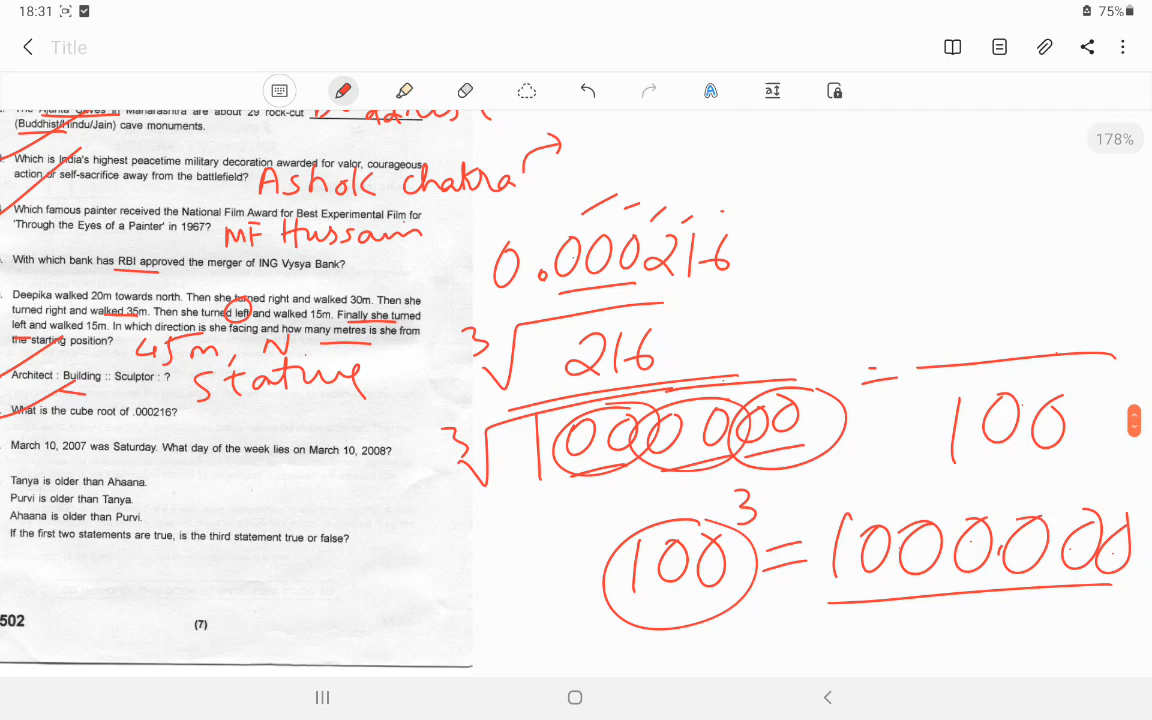 18:31
75%
Title
178%
The Ajanta Caves in Maharashtra are about 29 rock-cut
(Buddhist/Hindu/Jain) cave monuments.
Which is India's highest peacetime military decoration awarded for valor, courageous
action or self-sacrifice away from the battlefield?
Ashok chakra
Which famous painter received the National Film Award for Best Experimental Film for
'Through the Eyes of a Painter' in 1967?
MF Hussain
With which bank has RBI approved the merger of ING Vysya Bank?
Deepika walked 20m towards north. Then she turned right and walked 30m. Then she
turned right and walked 35m. Then she turned left and walked 15m. Finally she turned
left and walked 15m. In which direction is she facing and how many metres is she from
the starting position?
45m, N
Architect : Building :: Sculptor : ?
Statue
What is the cube root of .000216?
March 10, 2007 was Saturday. What day of the week lies on March 10, 2008?
Tanya is older than Ahaana.
Purvi is older than Tanya.
Ahaana is older than Purvi.
If the first two statements are true, is the third statement true or false?
502
(7)
0.000216
3√216
3√1000000
=
100
100³ = 1000000